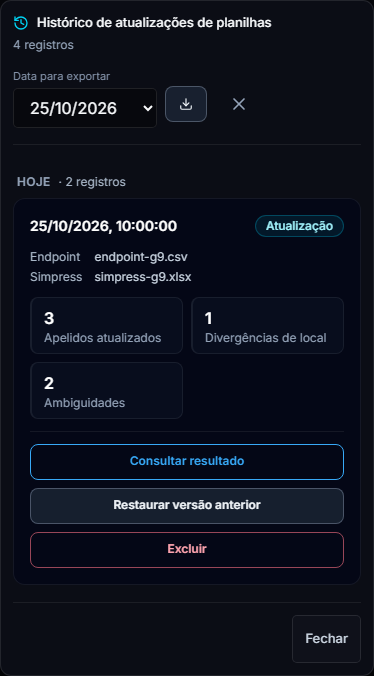 Histórico de atualizações de planilhas
4 registros
Data para exportar
25/10/2026
HOJE · 2 registros
25/10/2026, 10:00:00 Atualização
Endpoint endpoint-g9.csv
Simpress simpress-g9.xlsx
3 1
Apelidos atualizados Divergências de local
2
Ambiguidades
Consultar resultado
Restaurar versão anterior
Excluir
Fechar